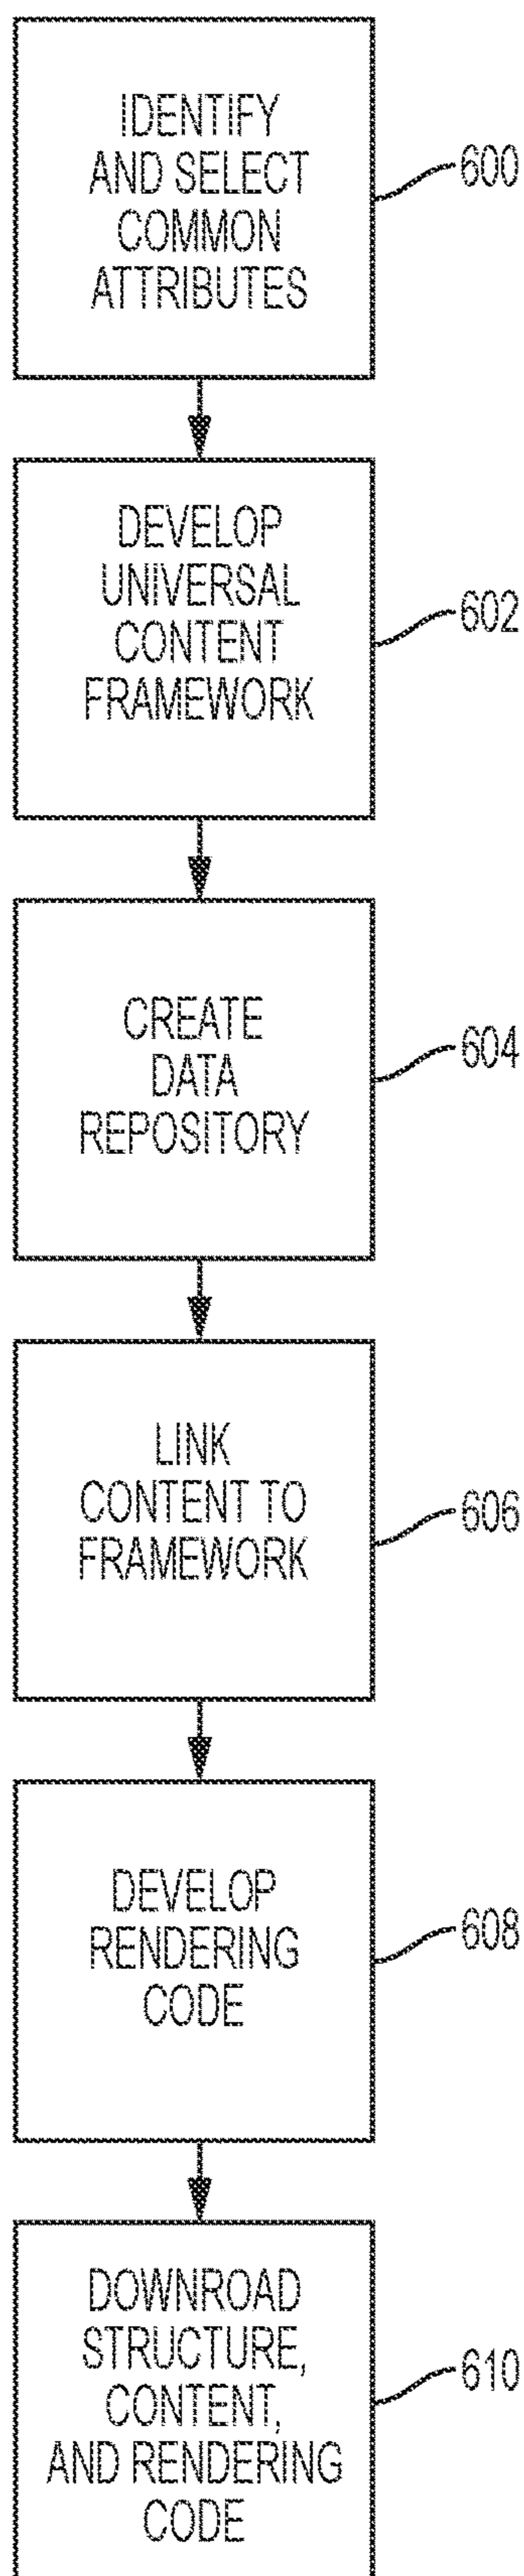 IDENTIFY
AND SELECT
COMMON
ATTRIBUTES
600
DEVELOP
UNIVERSAL
CONTENT
FRAMEWORK
602
CREATE
DATA
REPOSITORY
604
LINK
CONTENT TO
FRAMEWORK
606
DEVELOP
RENDERING
CODE
608
DOWNROAD
STRUCTURE,
CONTENT,
AND RENDERING
CODE
610